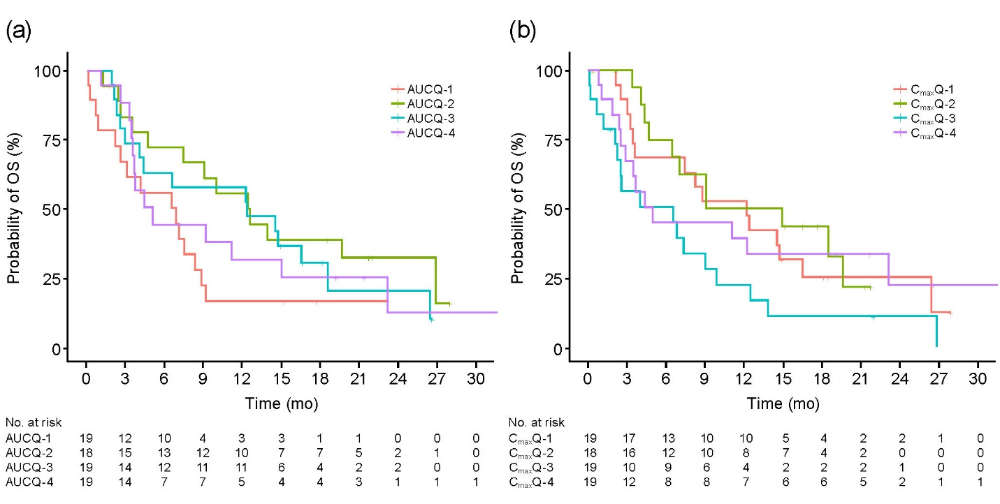 (a)
Probability of OS (%)
100
75
50
25
0
AUCQ-1
AUCQ-2
AUCQ-3
AUCQ-4
0 3 6 9 12 15 18 21 24 27 30
Time (mo)
No. at risk
AUCQ-1 19 12 10 4 3 3 1 1 0 0 0
AUCQ-2 18 15 13 12 10 7 7 5 2 1 0
AUCQ-3 19 14 12 11 11 6 4 2 2 0 0
AUCQ-4 19 14 7 7 5 4 4 3 1 1 1
(b)
Probability of OS (%)
100
75
50
25
0
CmaxQ-1
CmaxQ-2
CmaxQ-3
CmaxQ-4
0 3 6 9 12 15 18 21 24 27 30
Time (mo)
No. at risk
CmaxQ-1 19 17 13 10 10 5 4 2 2 1 0
CmaxQ-2 18 16 12 10 8 7 4 2 0 0 0
CmaxQ-3 19 10 9 6 4 2 2 2 1 0 0
CmaxQ-4 19 12 8 8 7 6 6 5 2 1 1